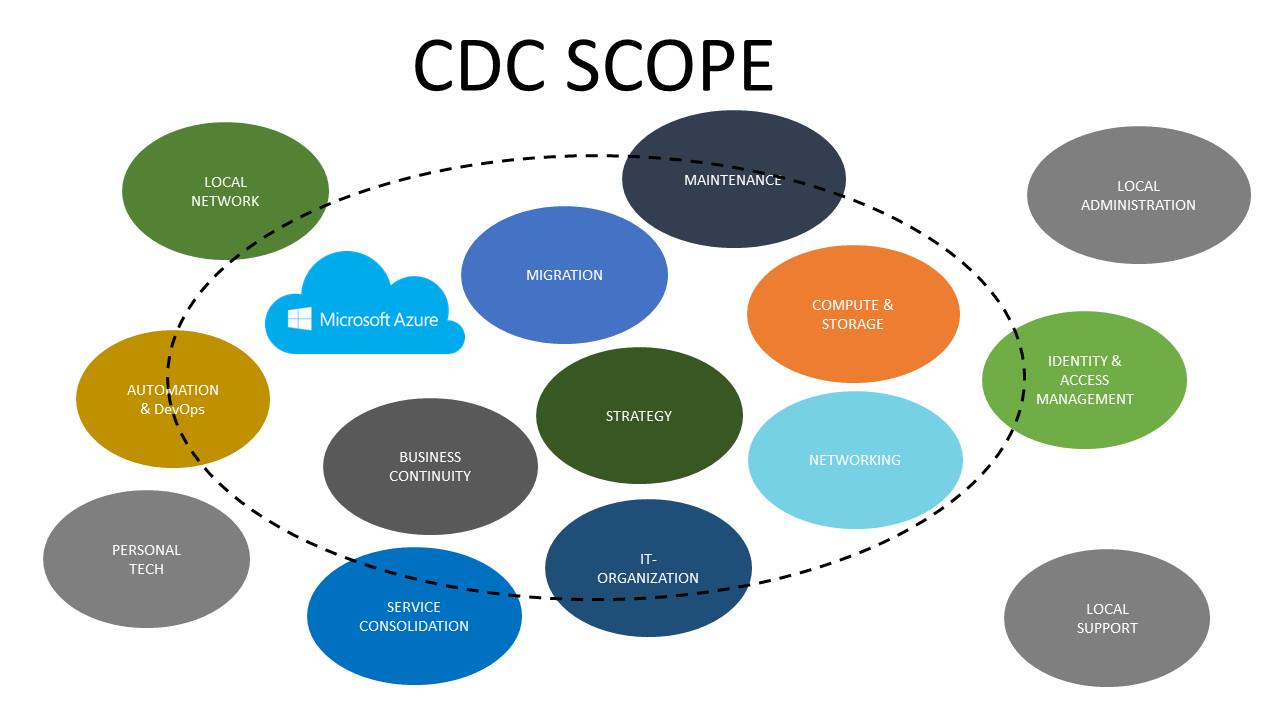 CDC SCOPE
LOCAL
NETWORK
MAINTENANCE
LOCAL
ADMINISTRATION
MIGRATION
Microsoft Azure
COMPUTE &
STORAGE
AUTOMATION
& DevOps
STRATEGY
IDENTITY &
ACCESS
MANAGEMENT
BUSINESS
CONTINUITY
NETWORKING
PERSONAL
TECH
IT-
ORGANIZATION
SERVICE
CONSOLIDATION
LOCAL
SUPPORT